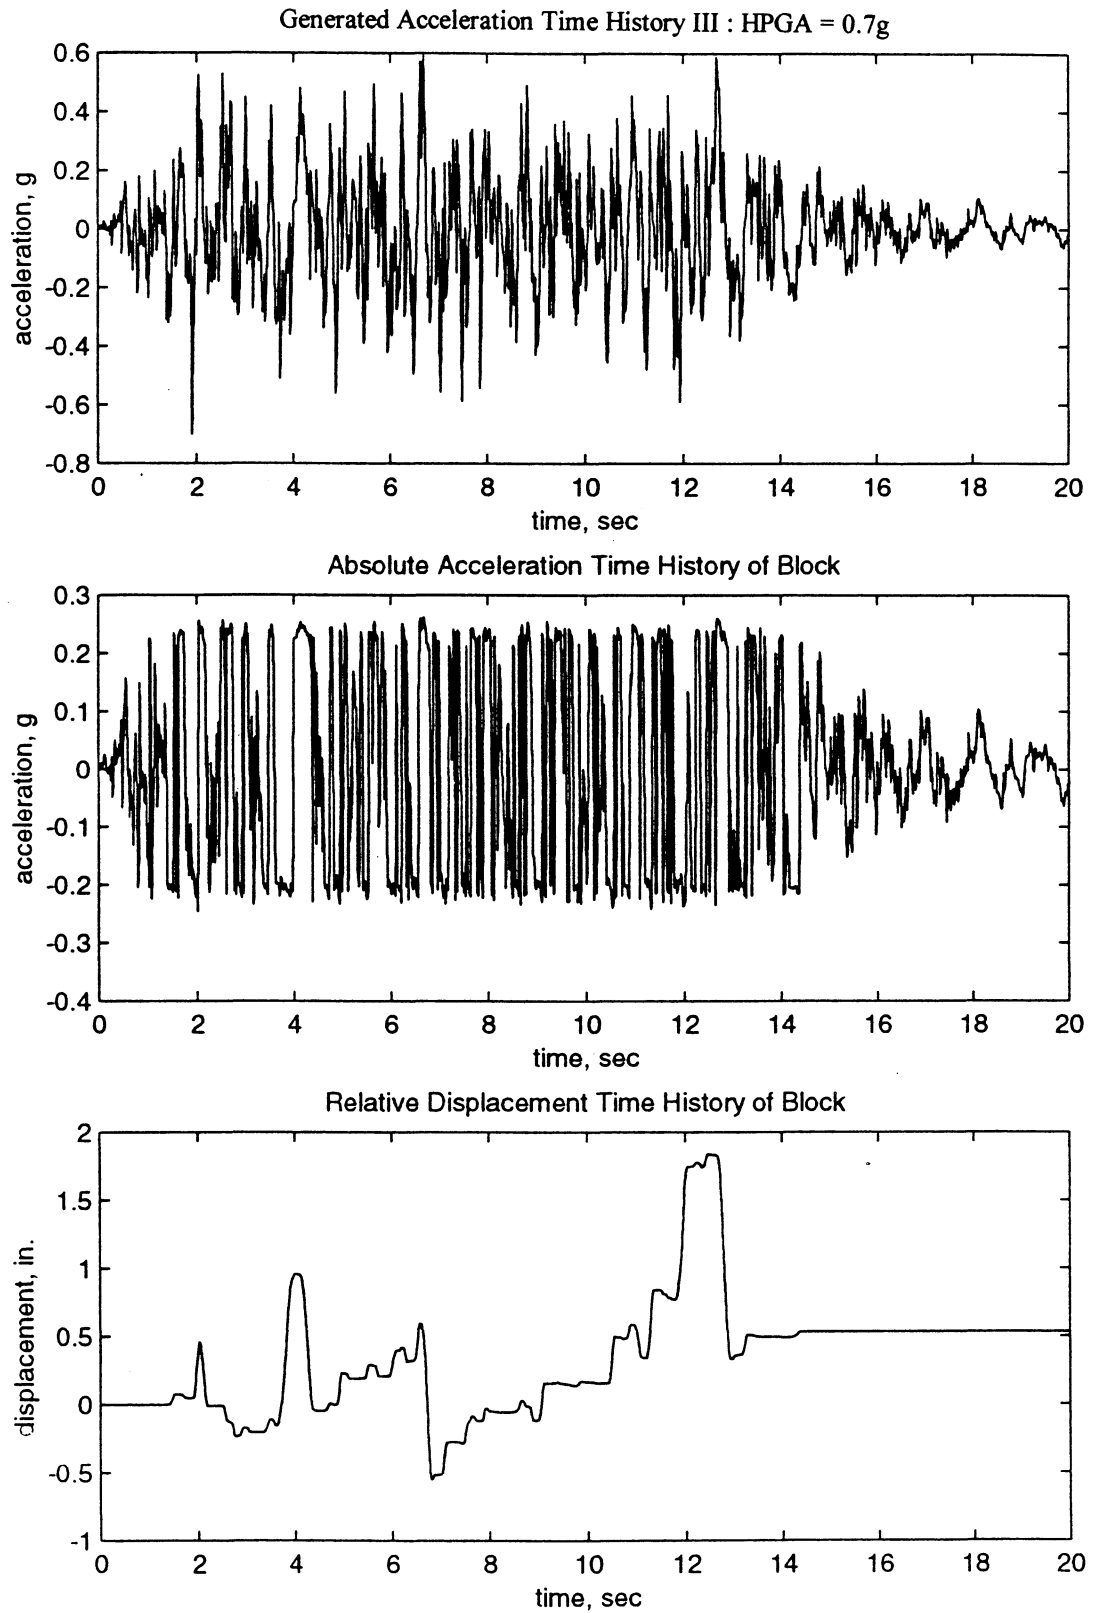 Generated Acceleration Time History III : HPGA = 0.7g
0.6
0.4
0.2
0
-0.2
-0.4
-0.6
-0.8
acceleration, g
0 2 4 6 8 10 12 14 16 18 20
time, sec
Absolute Acceleration Time History of Block
0.3
0.2
0.1
0
-0.1
-0.2
-0.3
-0.4
acceleration, g
0 2 4 6 8 10 12 14 16 18 20
time, sec
Relative Displacement Time History of Block
2
1.5
1
0.5
0
-0.5
-1
displacement, in.
0 2 4 6 8 10 12 14 16 18 20
time, sec